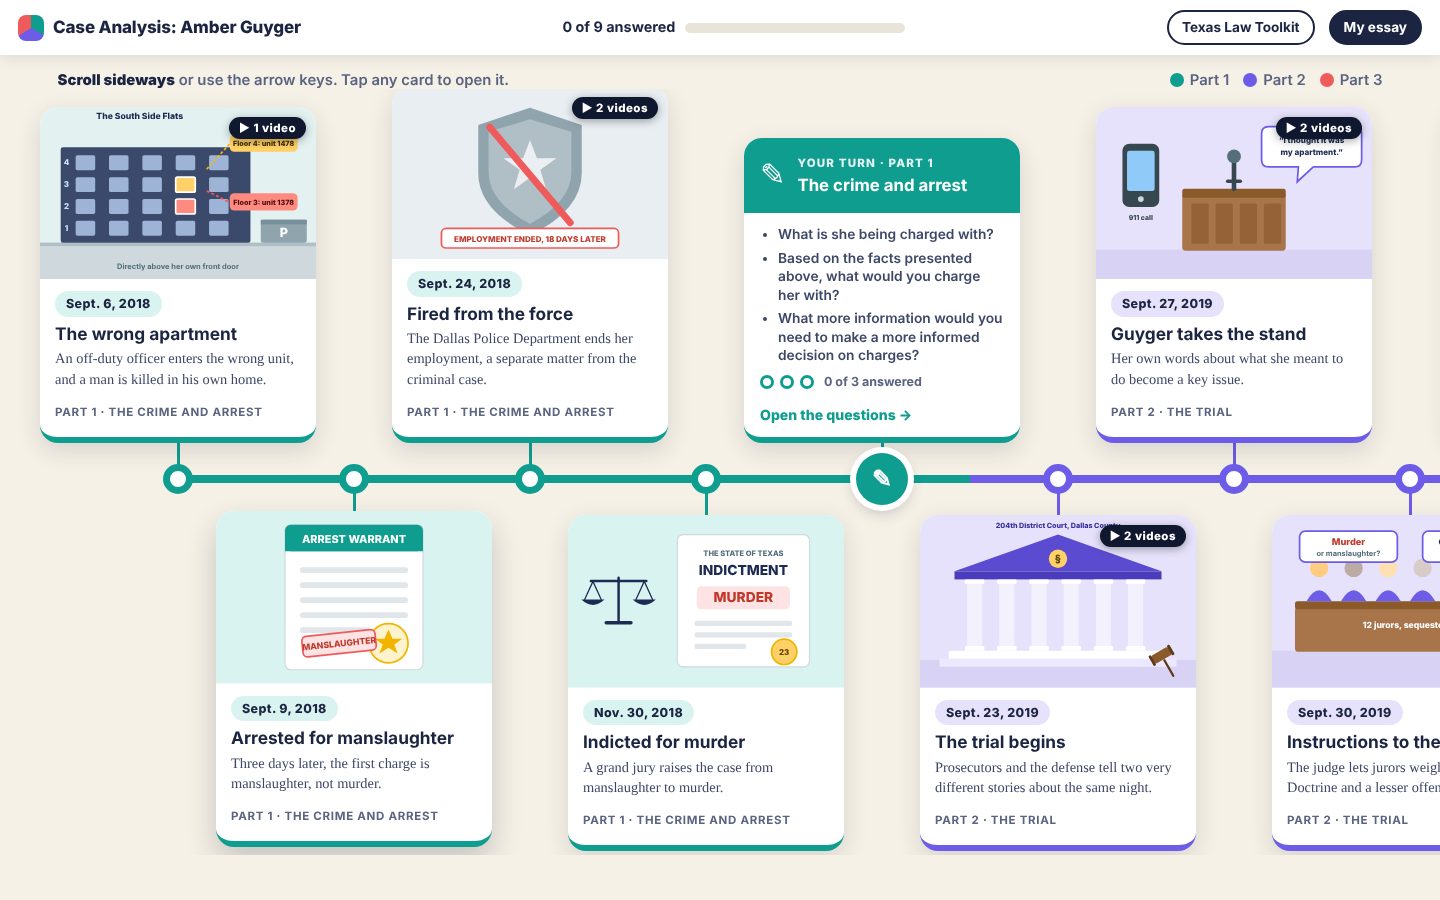 Case Analysis: Amber Guyger
0 of 9 answered
Texas Law Toolkit
My essay
Scroll sideways or use the arrow keys. Tap any card to open it.
Part 1
Part 2
Part 3
The South Side Flats
▶ 1 video
Floor 4: unit 1478
4
3
2
1
Floor 3: unit 1378
P
Directly above her own front door
Sept. 6, 2018
The wrong apartment
An off-duty officer enters the wrong unit,
and a man is killed in his own home.
PART 1 · THE CRIME AND ARREST
▶ 2 videos
EMPLOYMENT ENDED, 18 DAYS LATER
Sept. 24, 2018
Fired from the force
The Dallas Police Department ends her
employment, a separate matter from the
criminal case.
PART 1 · THE CRIME AND ARREST
✎
YOUR TURN · PART 1
The crime and arrest
• What is she being charged with?
• Based on the facts presented
above, what would you charge
her with?
• What more information would you
need to make a more informed
decision on charges?
0 of 3 answered
Open the questions →
▶ 2 videos
"I thought it was
my apartment."
911 call
Sept. 27, 2019
Guyger takes the stand
Her own words about what she meant to
do become a key issue.
PART 2 · THE TRIAL
✎
ARREST WARRANT
MANSLAUGHTER
Sept. 9, 2018
Arrested for manslaughter
Three days later, the first charge is
manslaughter, not murder.
PART 1 · THE CRIME AND ARREST
THE STATE OF TEXAS
INDICTMENT
MURDER
23
Nov. 30, 2018
Indicted for murder
A grand jury raises the case from
manslaughter to murder.
PART 1 · THE CRIME AND ARREST
204th District Court, Dallas County
▶ 2 videos
§
Sept. 23, 2019
The trial begins
Prosecutors and the defense tell two very
different stories about the same night.
PART 2 · THE TRIAL
Murder
or manslaughter?
12 jurors,
Sept. 30, 2019
Instructions to the
The judge lets jurors
Doctrine and a lesser
PART 2 · THE TRIAL